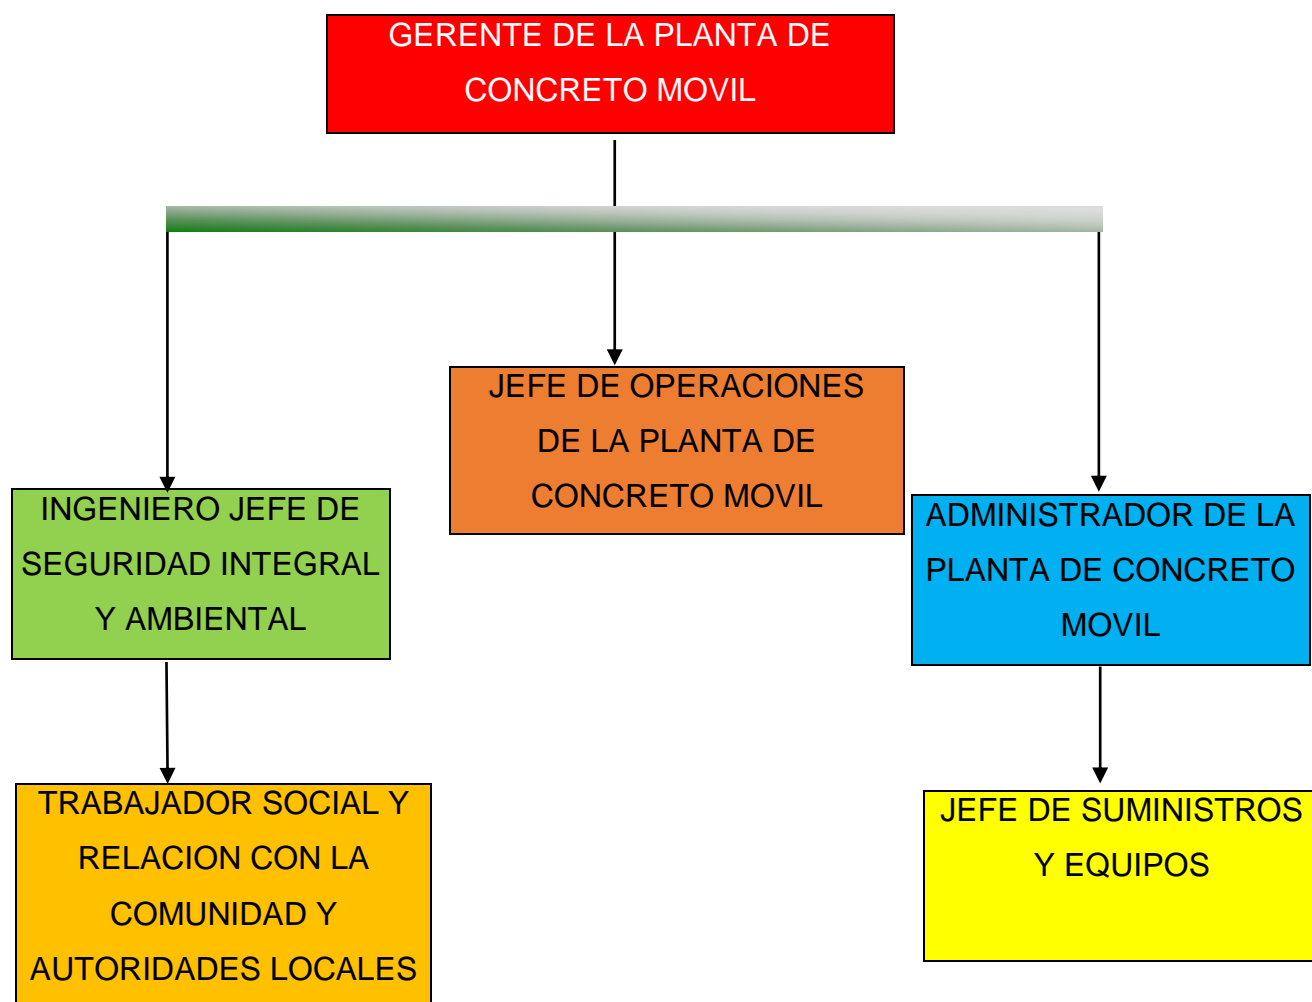 GERENTE DE LA PLANTA DE
CONCRETO MOVIL
JEFE DE OPERACIONES
DE LA PLANTA DE
CONCRETO MOVIL
INGENIERO JEFE DE
SEGURIDAD INTEGRAL
Y AMBIENTAL
ADMINISTRADOR DE LA
PLANTA DE CONCRETO
MOVIL
TRABAJADOR SOCIAL Y
RELACION CON LA
COMUNIDAD Y
AUTORIDADES LOCALES
JEFE DE SUMINISTROS
Y EQUIPOS